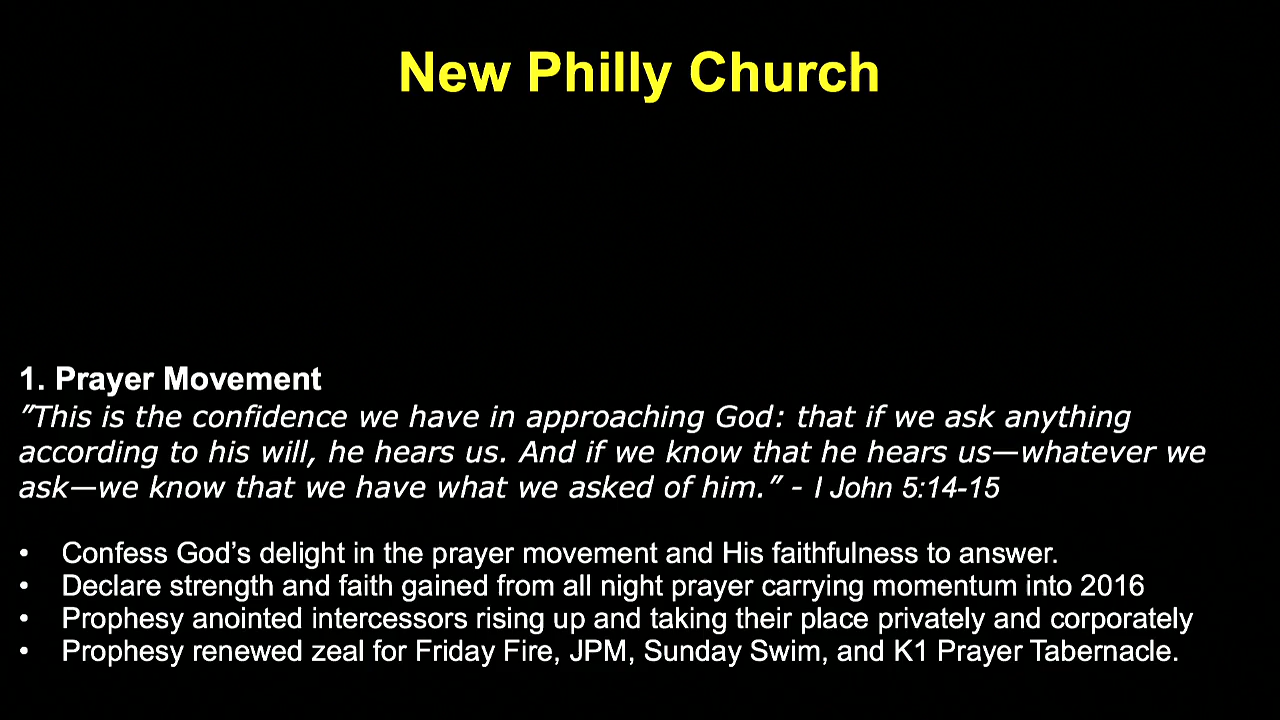 New Philly Church
1. Prayer Movement
”This is the confidence we have in approaching God: that if we ask anything
according to his will, he hears us. And if we know that he hears us—whatever we
ask—we know that we have what we asked of him.” - I John 5:14-15
• Confess God’s delight in the prayer movement and His faithfulness to answer.
• Declare strength and faith gained from all night prayer carrying momentum into 2016
• Prophesy anointed intercessors rising up and taking their place privately and corporately
• Prophesy renewed zeal for Friday Fire, JPM, Sunday Swim, and K1 Prayer Tabernacle.